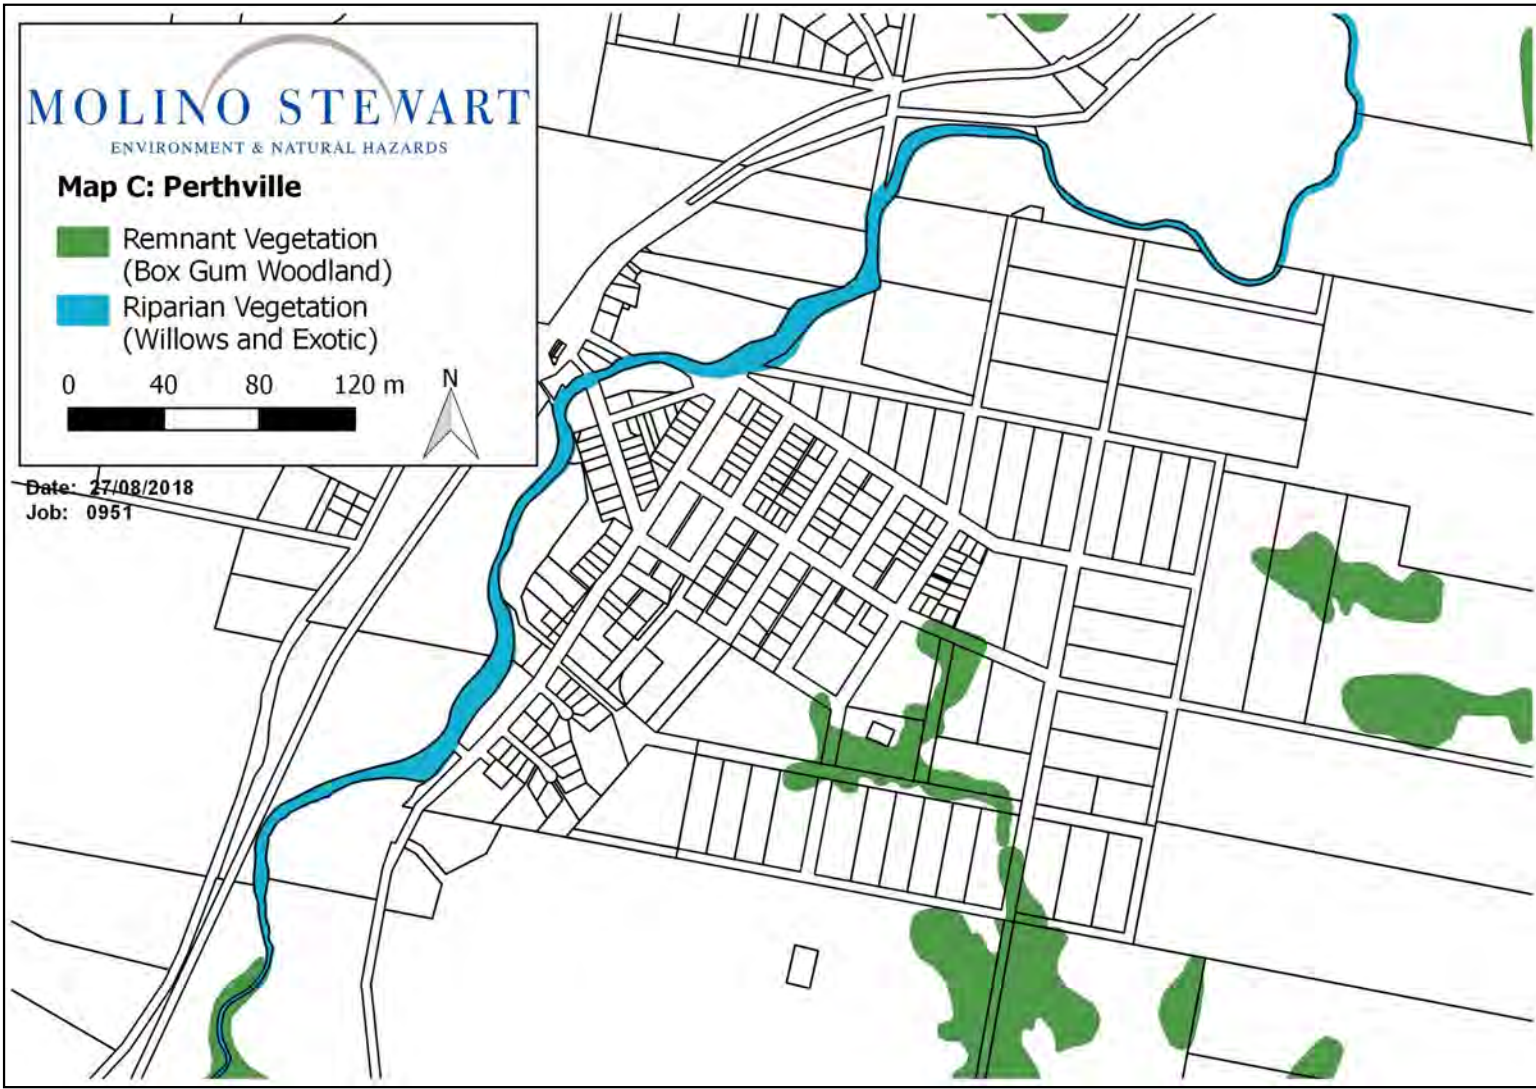 MOLINO STEWART
ENVIRONMENT & NATURAL HAZARDS
Map C: Perthville
Remnant Vegetation
(Box Gum Woodland)
Riparian Vegetation
(Willows and Exotic)
0 40 80 120 m
N
Date: 27/08/2018
Job: 0951